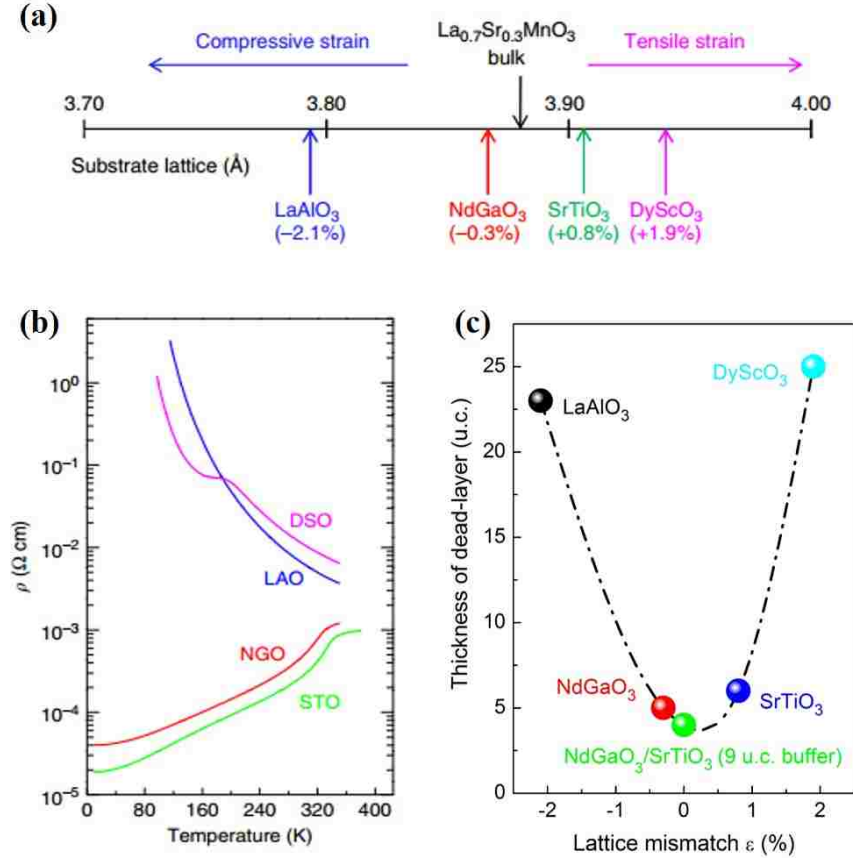 (a)
La0.7Sr0.3MnO3
Compressive strain
bulk
Tensile strain
3.70
3.80
3.90
4.00
Substrate lattice (Å)
LaAlO3
(−2.1%)
NdGaO3
(−0.3%)
SrTiO3
(+0.8%)
DyScO3
(+1.9%)
(b)
ρ (Ω cm)
10^0
10^−1
10^−2
10^−3
10^−4
10^−5
DSO
LAO
NGO
STO
0
80
160
240
320
400
Temperature (K)
(c)
Thickness of dead-layer (u.c.)
25
20
15
10
5
0
LaAlO3
DyScO3
NdGaO3
SrTiO3
NdGaO3/SrTiO3 (9 u.c. buffer)
-2
-1
0
1
2
Lattice mismatch ε (%)